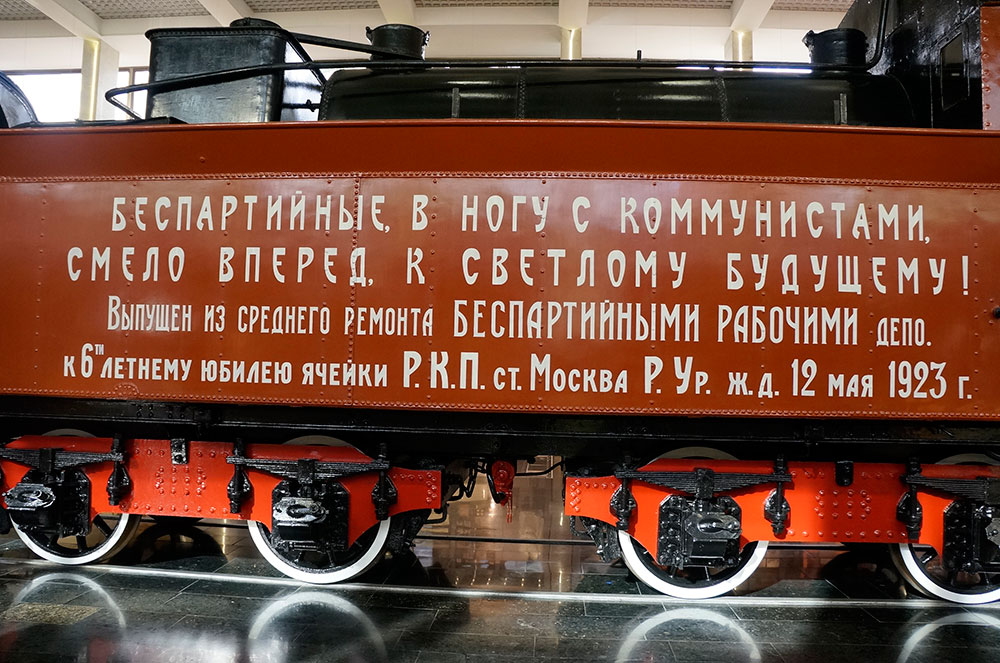 БЕСПАРТИЙНЫЕ, В НОГУ С КОММУНИСТАМИ,
СМЕЛО ВПЕРЕД, К СВЕТЛОМУ БУДУЩЕМУ!
Выпущен из среднего ремонта БЕСПАРТИЙНЫМИ РАБОЧИМИ депо.
к 6ти летнему юбилею ячейки Р.К.П. ст. Москва Р. Ур. ж.д. 12 мая 1923 г.